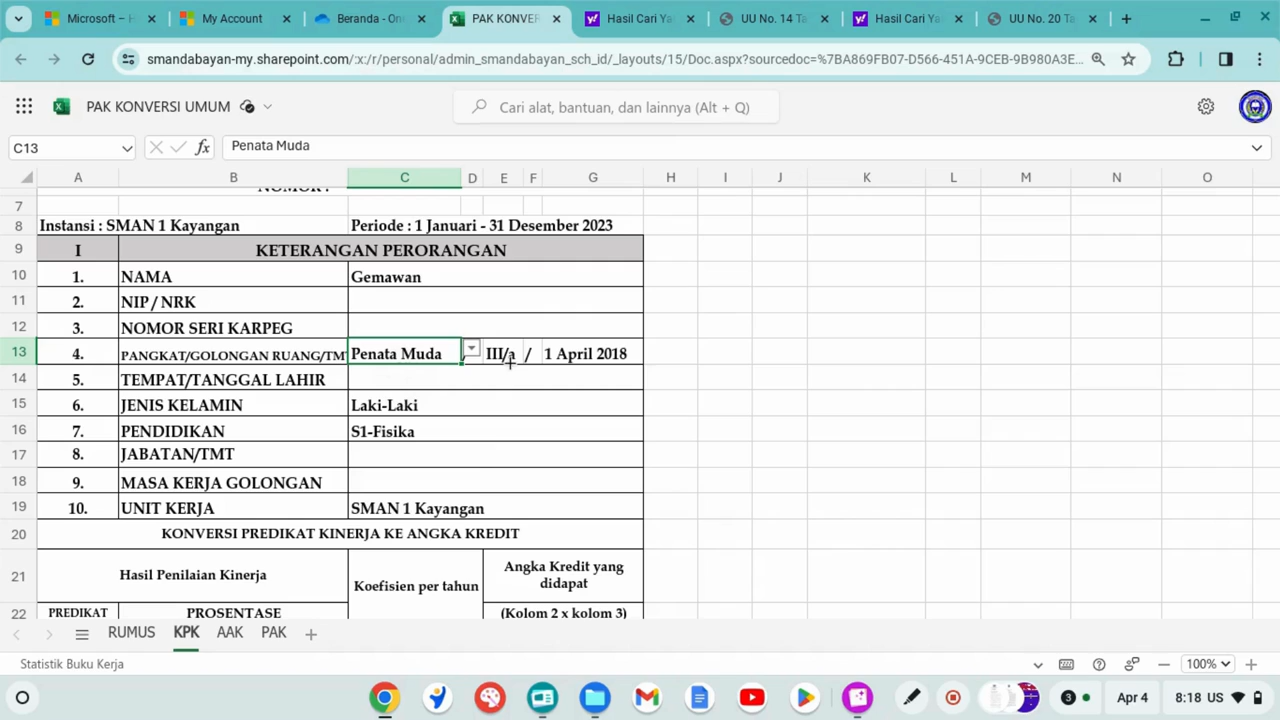 Microsoft –
My Account
Beranda - One
PAK KONVER
Hasil Cari Ya
UU No. 14 Ta
Hasil Cari Ya
UU No. 20 Ta
smandabayan-my.sharepoint.com/:x:/r/personal/admin_smandabayan_sch_id/_layouts/15/Doc.aspx?sourcedoc=%7BA869FB07-D566-451A-9CEB-9B980A3E...
PAK KONVERSI UMUM
Cari alat, bantuan, dan lainnya (Alt + Q)
C13
fx
Penata Muda
A B C D E F G H I J K L M N O
NOMOR :
7
8 Instansi : SMAN 1 Kayangan Periode : 1 Januari - 31 Desember 2023
9 I KETERANGAN PERORANGAN
10 1. NAMA Gemawan
11 2. NIP / NRK
12 3. NOMOR SERI KARPEG
13 4. PANGKAT/GOLONGAN RUANG/TMT Penata Muda / III/a / 1 April 2018
14 5. TEMPAT/TANGGAL LAHIR
15 6. JENIS KELAMIN Laki-Laki
16 7. PENDIDIKAN S1-Fisika
17 8. JABATAN/TMT
18 9. MASA KERJA GOLONGAN
19 10. UNIT KERJA SMAN 1 Kayangan
20 KONVERSI PREDIKAT KINERJA KE ANGKA KREDIT
21 Hasil Penilaian Kinerja Koefisien per tahun Angka Kredit yang didapat
22 PREDIKAT PROSENTASE (Kolom 2 x kolom 3)
RUMUS KPK AAK PAK
Statistik Buku Kerja
100%
3
Apr 4
8:18 US